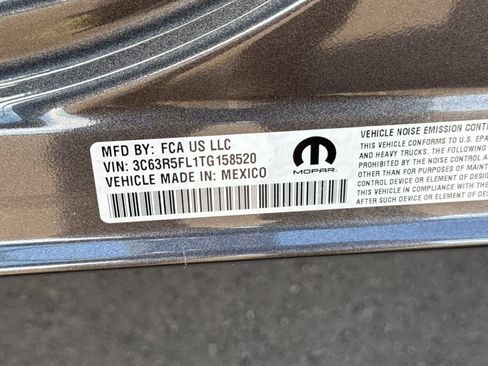 MFD BY: FCA US LLC
VIN: 3C63R5FL1TG158520
VEHICLE MADE IN: MEXICO
MOPAR
VEHICLE NOISE EMISSION CONT
THIS VEHICLE CONFORMS TO U.S. EPA
AND HEAVY TRUCKS. THE FOLLOWING
PROHIBITED BY THE NOISE CONTROL
OTHER THAN FOR PURPOSES OF MAINT
CONTROL DEVICE OR ELEMENT OF DESIG
VEHICLE IN COMPLIANCE WITH THE
AFTER SUCH DEVICE OR ELEMENT OF